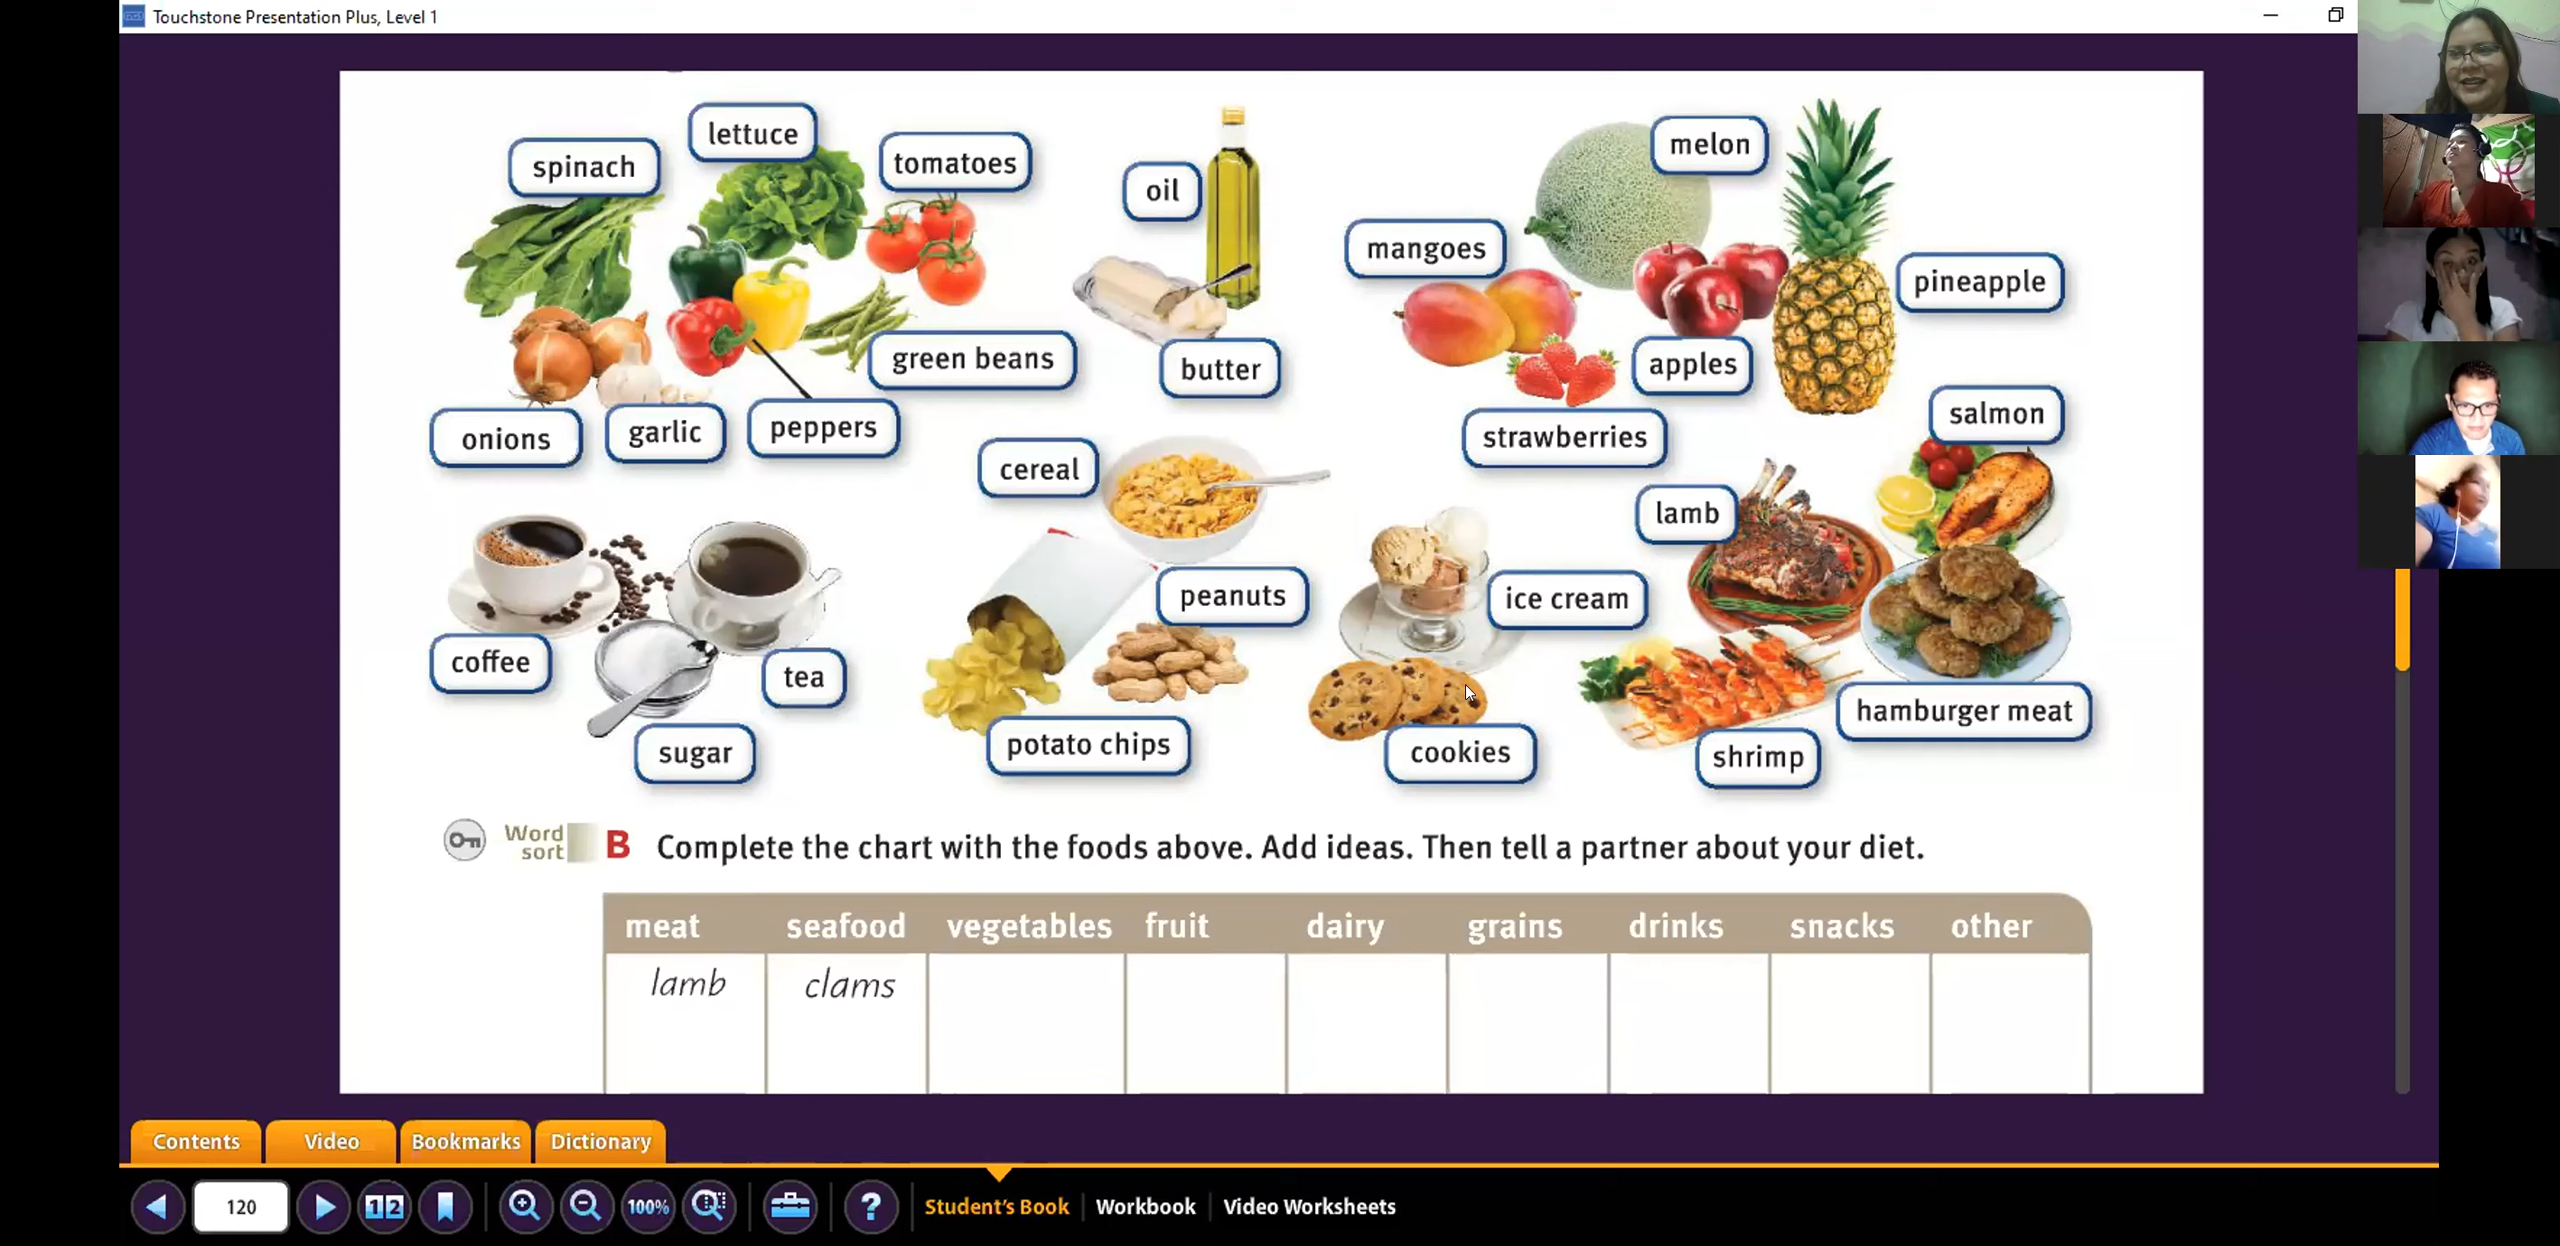 Touchstone Presentation Plus, Level 1
lettuce
spinach
tomatoes
oil
melon
mangoes
pineapple
green beans
butter
apples
onions
garlic
peppers
strawberries
salmon
cereal
lamb
peanuts
ice cream
coffee
tea
sugar
potato chips
cookies
shrimp
hamburger meat
Word sort B Complete the chart with the foods above. Add ideas. Then tell a partner about your diet.
meat seafood vegetables fruit dairy grains drinks snacks other
lamb clams
Contents Video Bookmarks Dictionary
120 12 100% ? Student's Book Workbook Video Worksheets